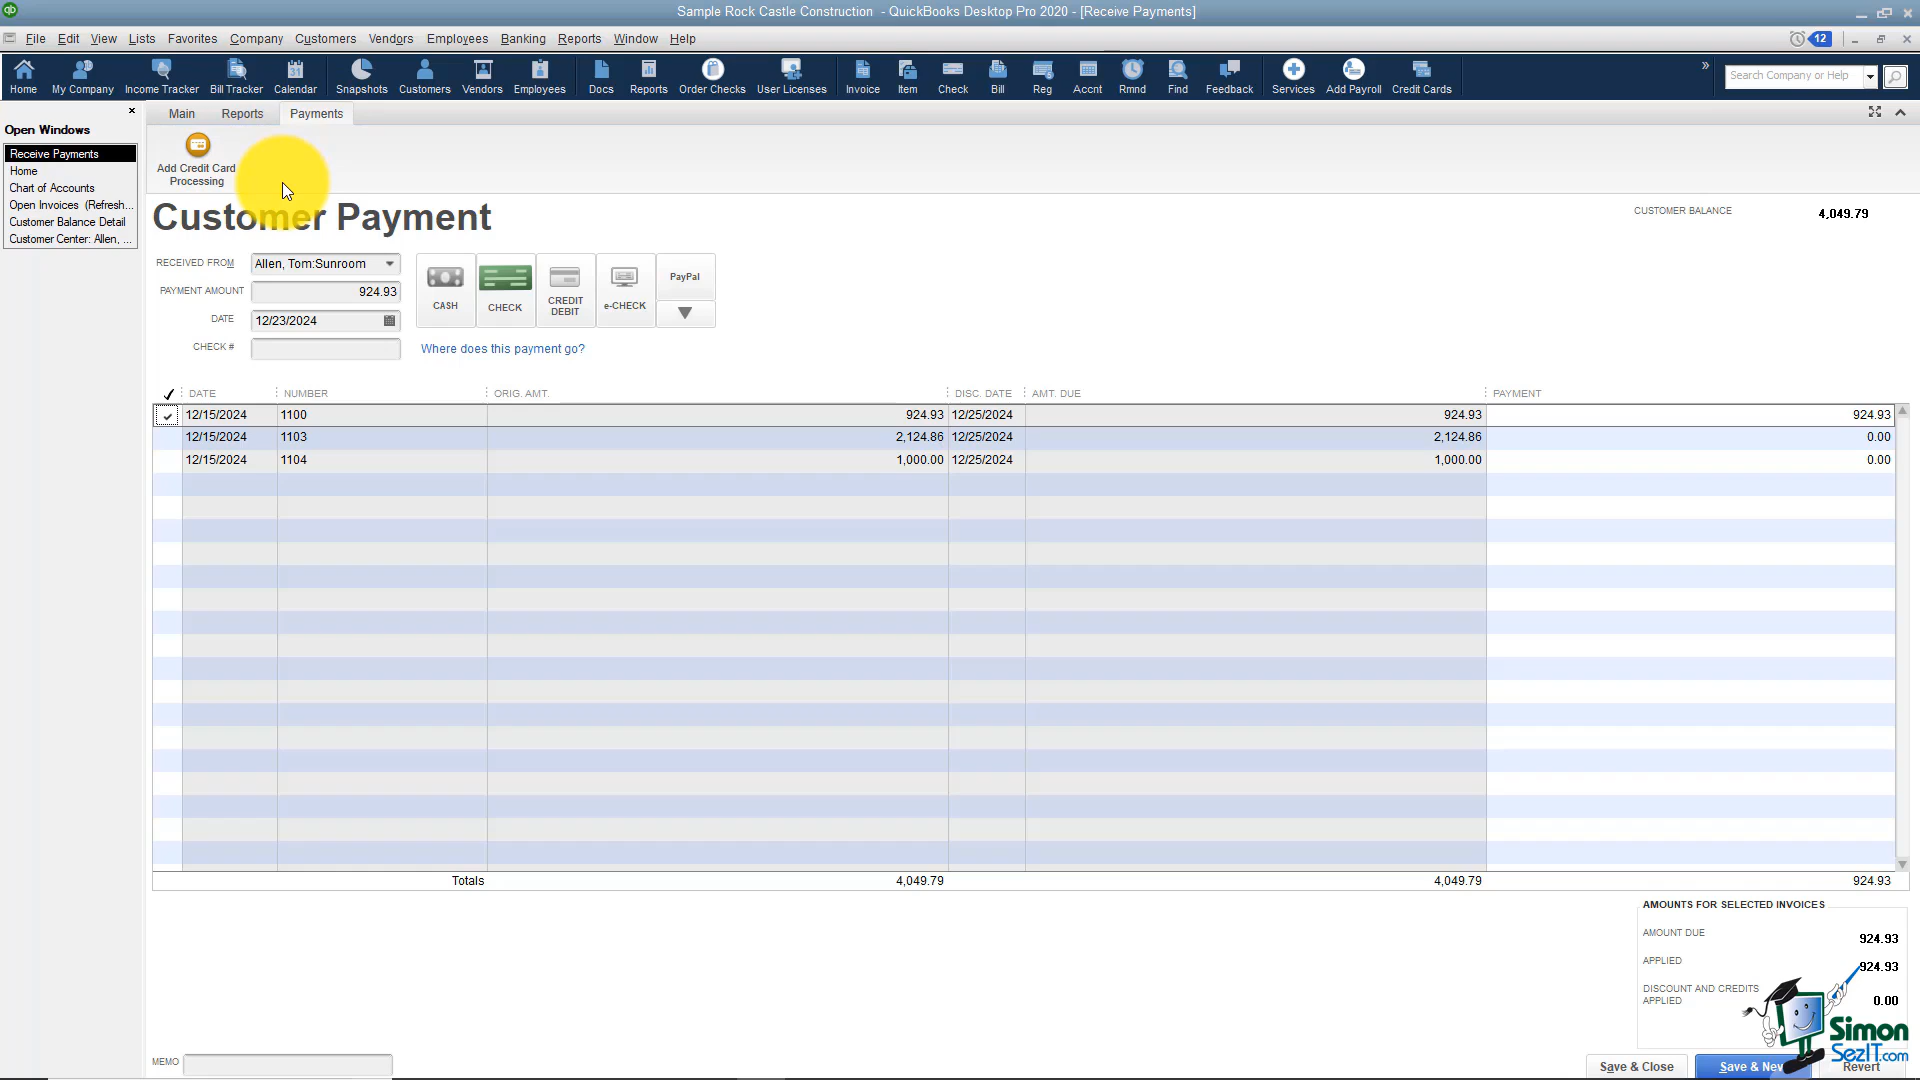 Sample Rock Castle Construction - QuickBooks Desktop Pro 2020 - [Receive Payments]
File Edit View Lists Favorites Company Customers Vendors Employees Banking Reports Window Help
12
Home My Company Income Tracker Bill Tracker Calendar Snapshots Customers Vendors Employees Docs Reports Order Checks User Licenses Invoice Item Check Bill Reg Accnt Rmnd Find Feedback Services Add Payroll Credit Cards
Search Company or Help
Main Reports Payments
Open Windows
Receive Payments
Home
Chart of Accounts
Open Invoices (Refresh...
Customer Balance Detail
Customer Center: Allen, ...
Add Credit Card
Processing
Customer Payment
CUSTOMER BALANCE 4,049.79
RECEIVED FROM Allen, Tom:Sunroom
PAYMENT AMOUNT 924.93
DATE 12/23/2024
CHECK #
CASH
CHECK
CREDIT
DEBIT
e-CHECK
PayPal
Where does this payment go?
DATE NUMBER ORIG. AMT. DISC. DATE AMT. DUE PAYMENT
12/15/2024 1100 924.93 12/25/2024 924.93 924.93
12/15/2024 1103 2,124.86 12/25/2024 2,124.86 0.00
12/15/2024 1104 1,000.00 12/25/2024 1,000.00 0.00
Totals 4,049.79 4,049.79 924.93
AMOUNTS FOR SELECTED INVOICES
AMOUNT DUE 924.93
APPLIED 924.93
DISCOUNT AND CREDITS
APPLIED 0.00
Simon
SezIT.com
MEMO
Save & Close Save & New Revert